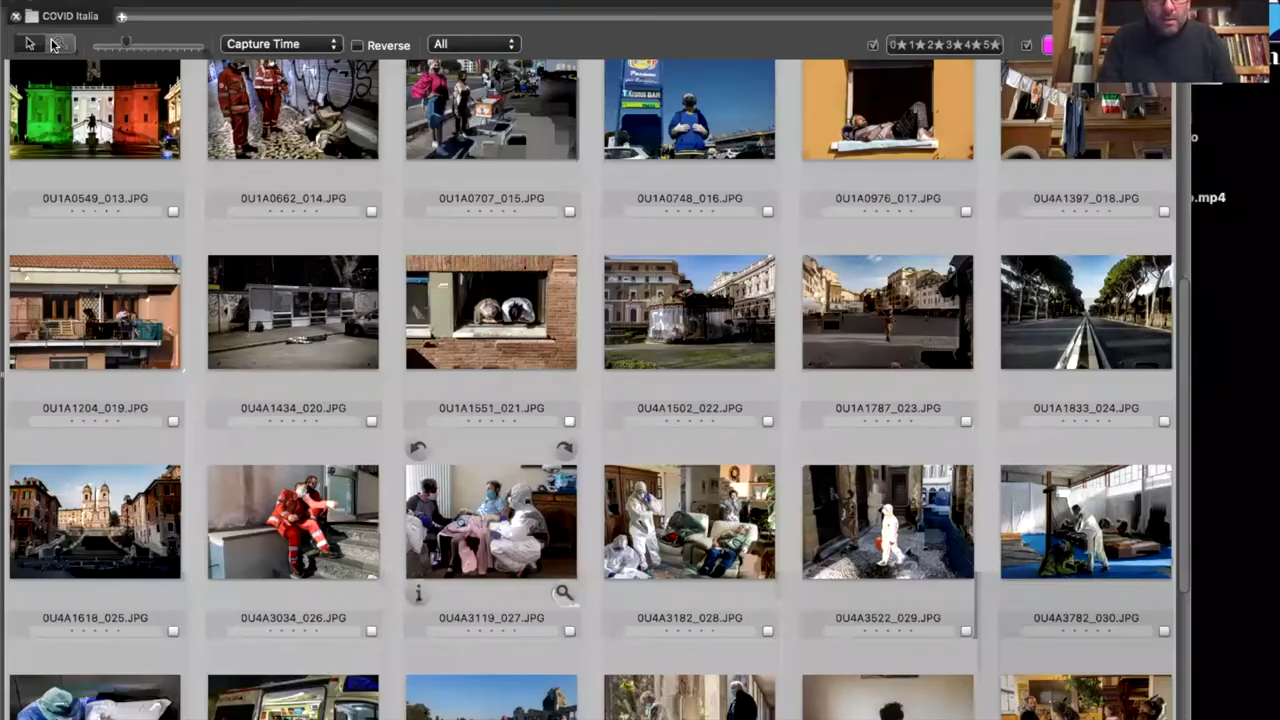 COVID Italia
Capture Time
Reverse
All
0★1★2★3★4★5★
0U1A0549_013.JPG
0U1A0662_014.JPG
0U1A0707_015.JPG
0U1A0748_016.JPG
0U1A0976_017.JPG
0U4A1397_018.JPG
.mp4
0U1A1204_019.JPG
0U4A1434_020.JPG
0U1A1551_021.JPG
0U4A1502_022.JPG
0U1A1787_023.JPG
0U1A1833_024.JPG
0U4A1618_025.JPG
0U4A3034_026.JPG
0U4A3119_027.JPG
0U4A3182_028.JPG
0U4A3522_029.JPG
0U4A3782_030.JPG